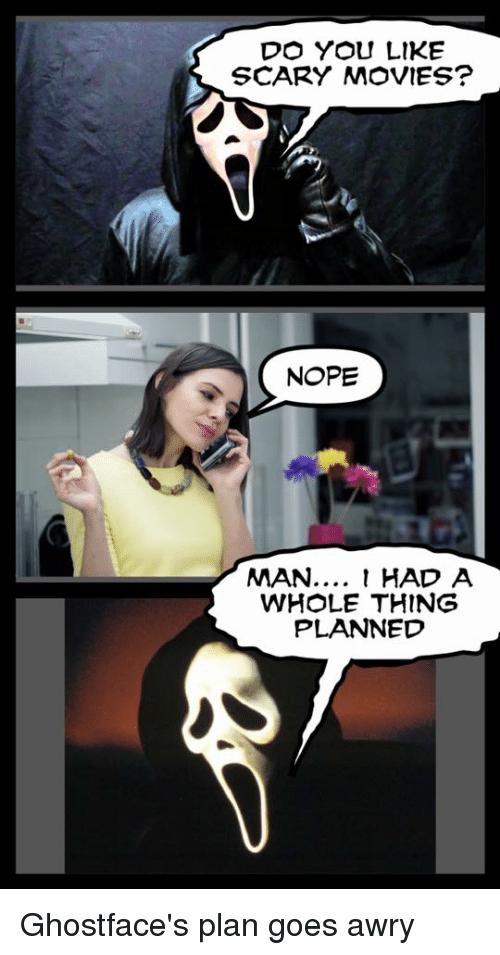 DO YOU LIKE
SCARY MOVIES?
NOPE
MAN.... I HAD A
WHOLE THING
PLANNED
Ghostface's plan goes awry